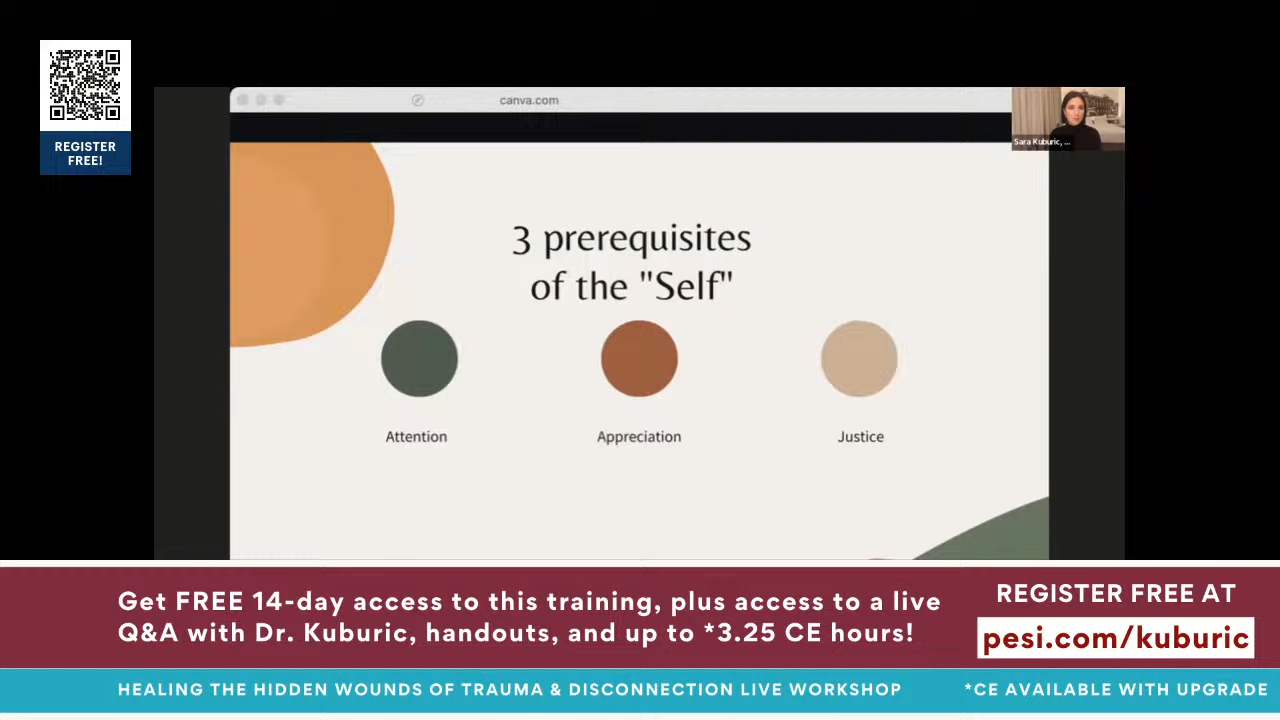 REGISTER
FREE!
canva.com
Sara Kuburic, ...
3 prerequisites
of the "Self"
Attention
Appreciation
Justice
Get FREE 14-day access to this training, plus access to a live
Q&A with Dr. Kuburic, handouts, and up to *3.25 CE hours!
REGISTER FREE AT
pesi.com/kuburic
HEALING THE HIDDEN WOUNDS OF TRAUMA & DISCONNECTION LIVE WORKSHOP
*CE AVAILABLE WITH UPGRADE